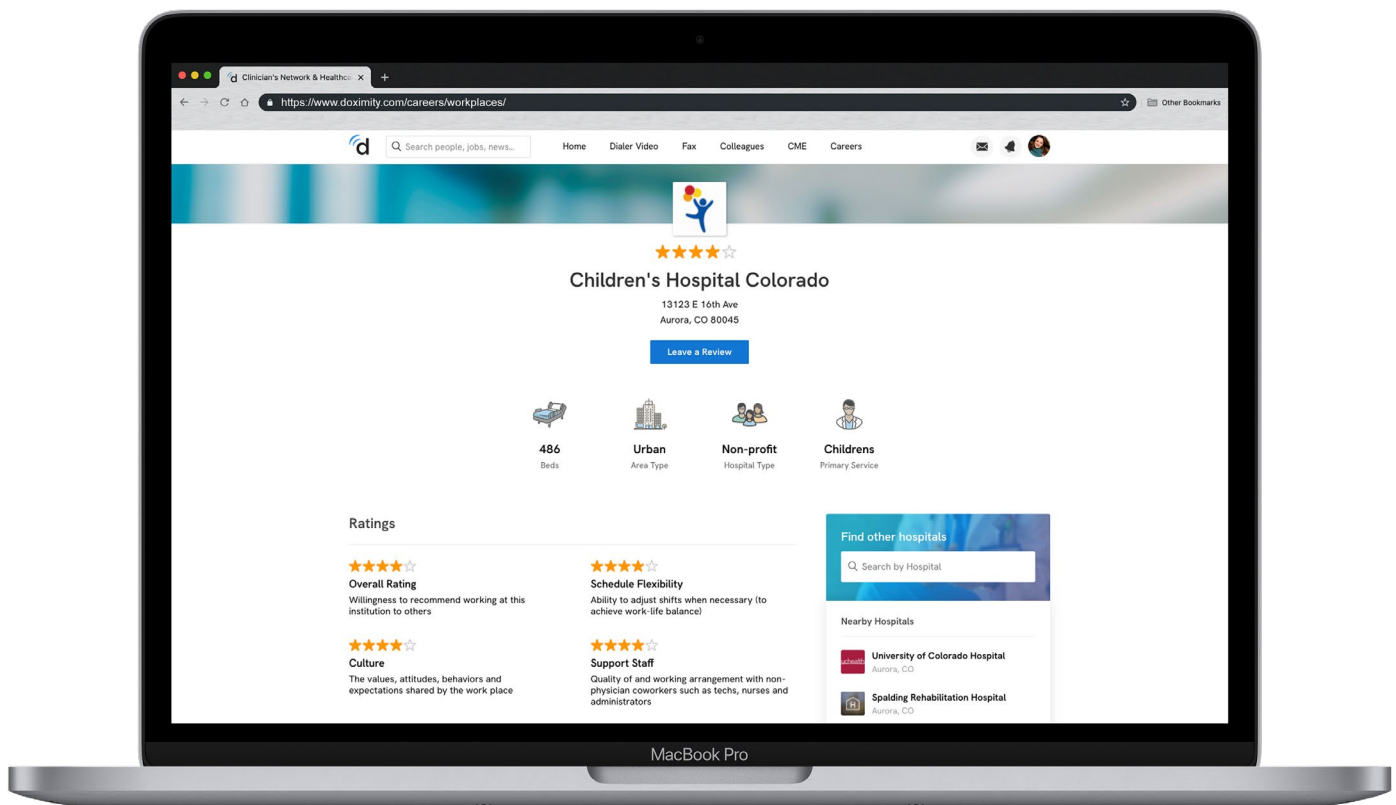 Clinician's Network & Healthca
https://www.doximity.com/careers/workplaces/
Other Bookmarks
d
Search people, jobs, news...
Home
Dialer Video
Fax
Colleagues
CME
Careers
Children's Hospital Colorado
13123 E 16th Ave
Aurora, CO 80045
Leave a Review
486
Beds
Urban
Area Type
Non-profit
Hospital Type
Childrens
Primary Service
Ratings
Overall Rating
Willingness to recommend working at this
institution to others
Schedule Flexibility
Ability to adjust shifts when necessary (to
achieve work-life balance)
Culture
The values, attitudes, behaviors and
expectations shared by the work place
Support Staff
Quality of and working arrangement with non-
physician coworkers such as techs, nurses and
administrators
Find other hospitals
Search by Hospital
Nearby Hospitals
uchealth
University of Colorado Hospital
Aurora, CO
H
Spalding Rehabilitation Hospital
Aurora, CO
MacBook Pro